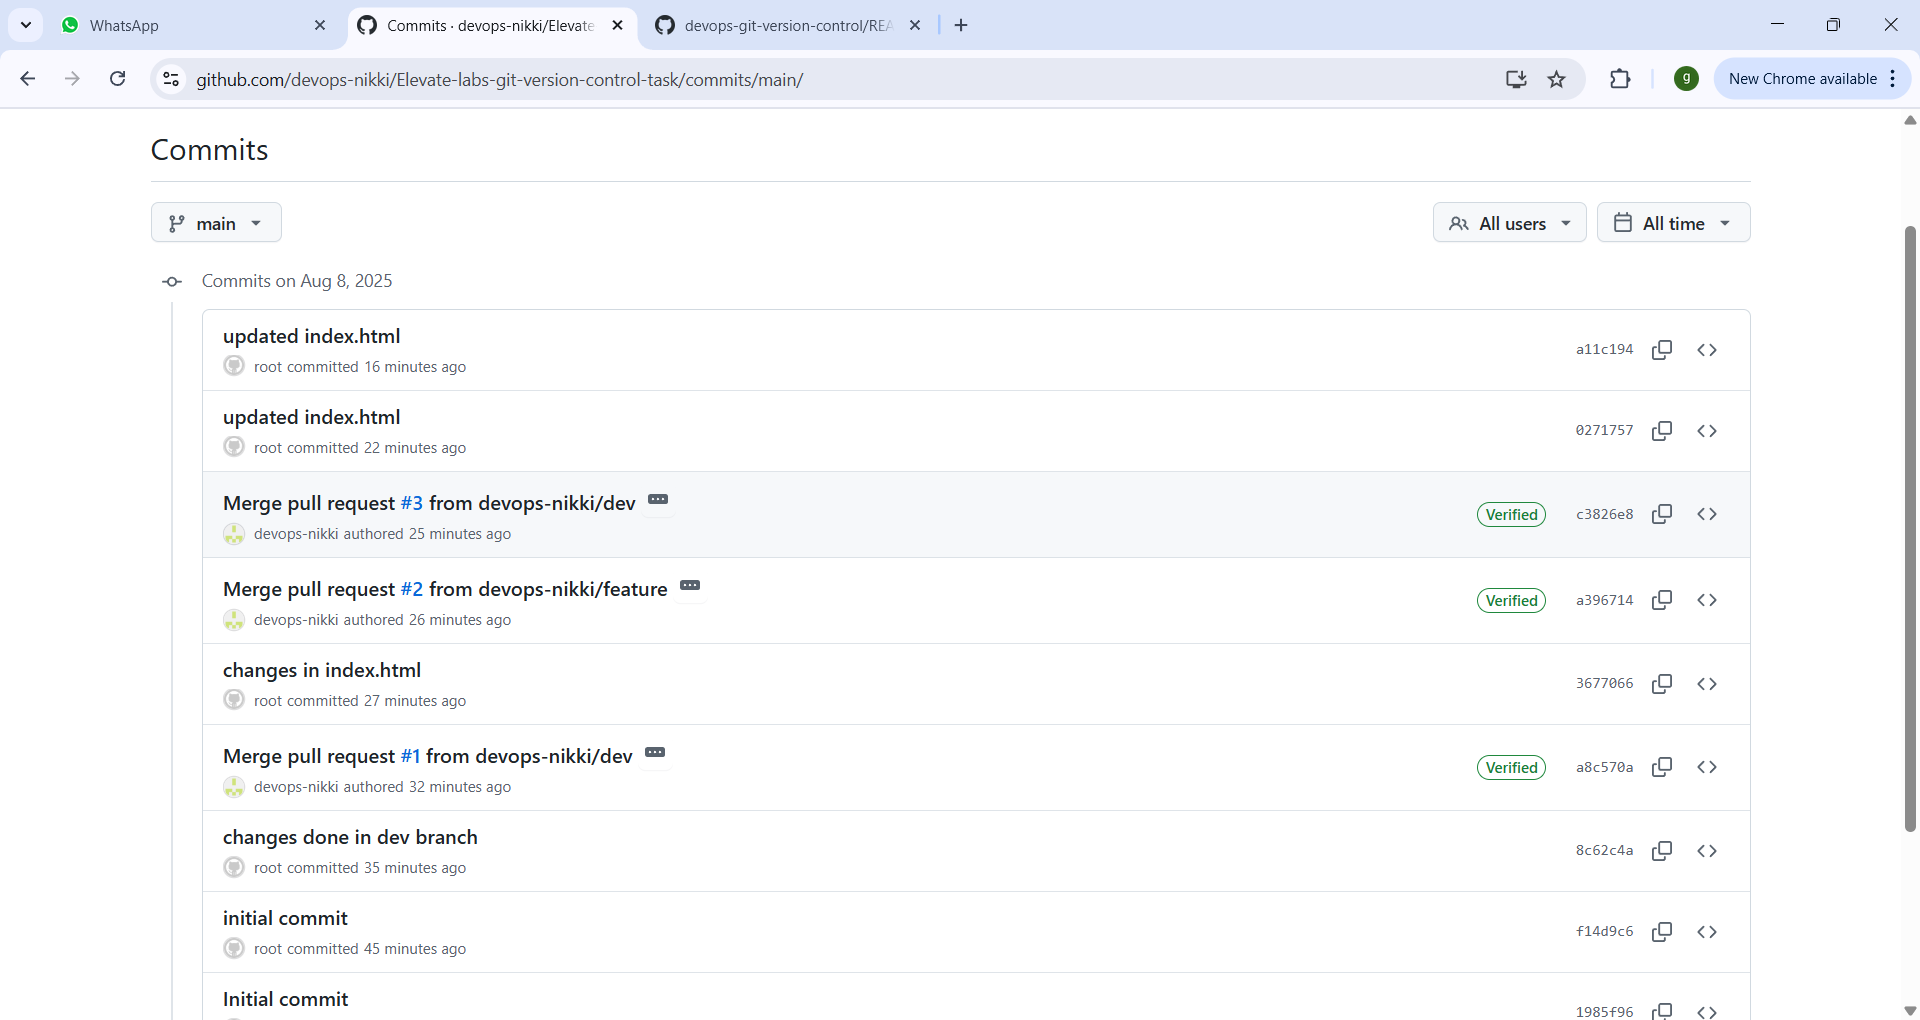 WhatsApp
Commits · devops-nikki/Elevate
devops-git-version-control/REA
github.com/devops-nikki/Elevate-labs-git-version-control-task/commits/main/
g
New Chrome available
Commits
main
All users
All time
Commits on Aug 8, 2025
updated index.html
root committed 16 minutes ago
a11c194
updated index.html
root committed 22 minutes ago
0271757
Merge pull request #3 from devops-nikki/dev
devops-nikki authored 25 minutes ago
Verified
c3826e8
Merge pull request #2 from devops-nikki/feature
devops-nikki authored 26 minutes ago
Verified
a396714
changes in index.html
root committed 27 minutes ago
3677066
Merge pull request #1 from devops-nikki/dev
devops-nikki authored 32 minutes ago
Verified
a8c570a
changes done in dev branch
root committed 35 minutes ago
8c62c4a
initial commit
root committed 45 minutes ago
f14d9c6
Initial commit
1985f96